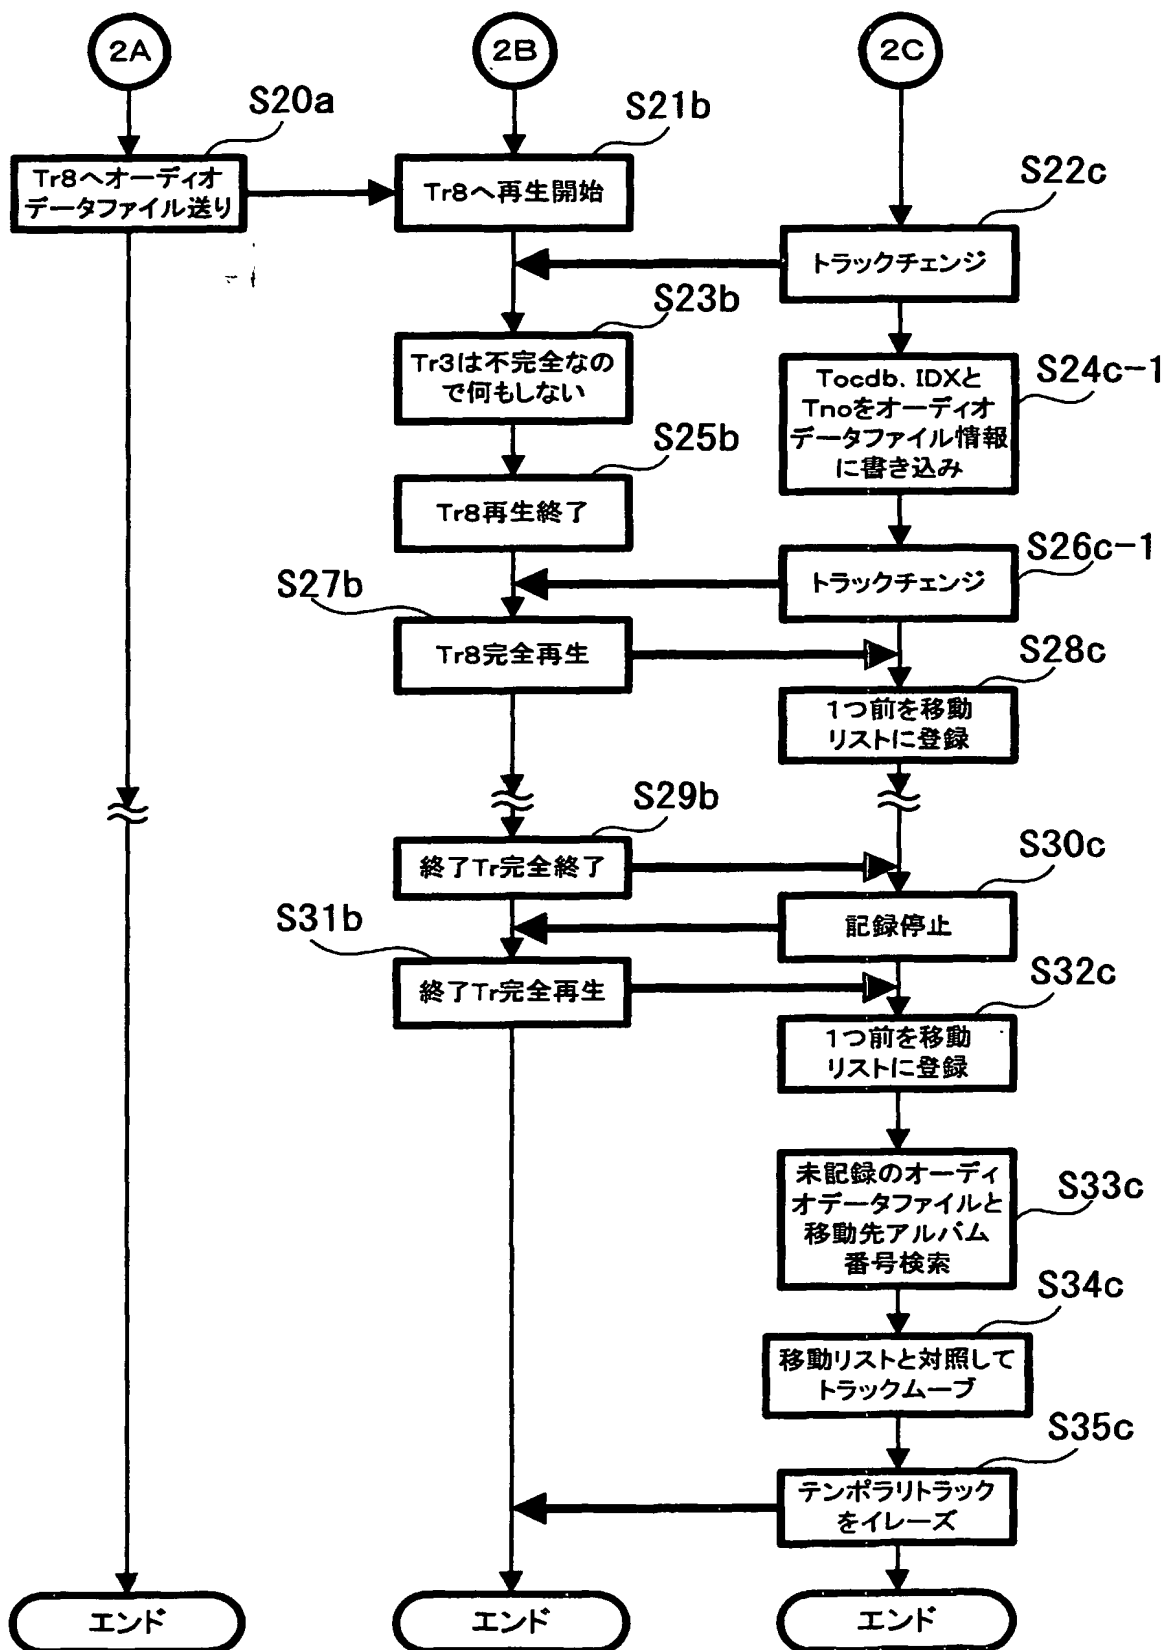 2A
2B
2C
S20a
S21b
Tr8へオーディオ
データファイル送り
Tr8へ再生開始
S22c
トラックチェンジ
S23b
Tr3は不完全なの
で何もしない
S24c-1
Tocdb. IDXと
Tnoをオーディオ
データファイル情報
に書き込み
S25b
Tr8再生終了
S26c-1
トラックチェンジ
S27b
Tr8完全再生
S28c
1つ前を移動
リストに登録
S29b
終了Tr完全終了
S30c
記録停止
S31b
終了Tr完全再生
S32c
1つ前を移動
リストに登録
S33c
未記録のオーディ
オデータファイルと
移動先アルバム
番号検索
S34c
移動リストと対照して
トラックムーブ
S35c
テンポラリトラック
をイレーズ
エンド
エンド
エンド